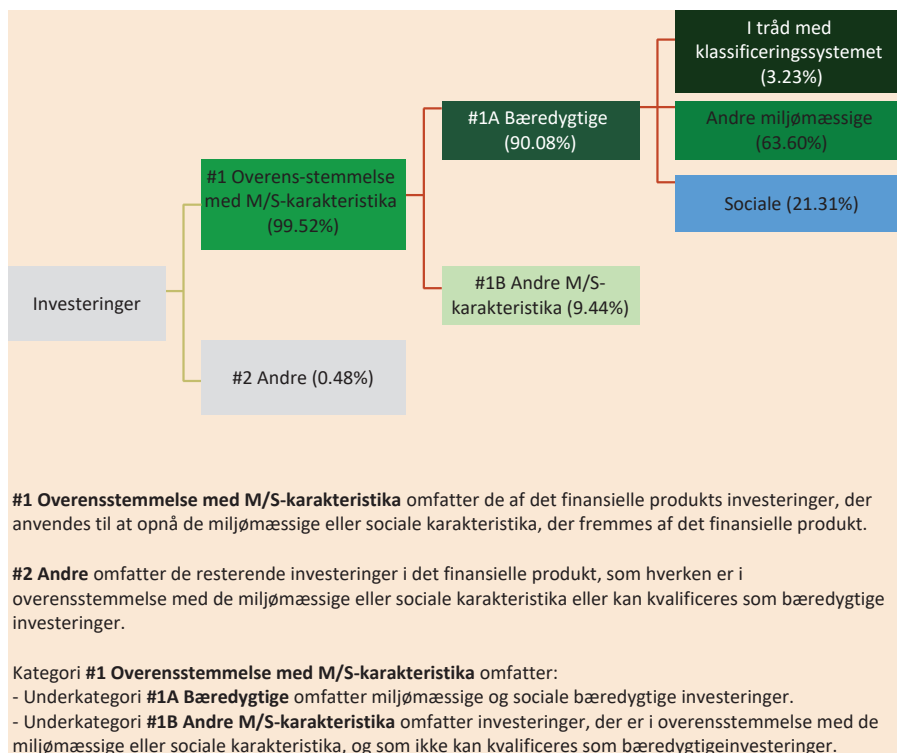 I tråd med
klassificeringssystemet
(3.23%)
#1A Bæredygtige
(90.08%)
Andre miljømæssige
(63.60%)
#1 Overens-stemmelse
med M/S-karakteristika
(99.52%)
Sociale (21.31%)
Investeringer
#1B Andre M/S-
karakteristika (9.44%)
#2 Andre (0.48%)
#1 Overensstemmelse med M/S-karakteristika omfatter de af det finansielle produkts investeringer, der
anvendes til at opnå de miljømæssige eller sociale karakteristika, der fremmes af det finansielle produkt.
#2 Andre omfatter de resterende investeringer i det finansielle produkt, som hverken er i
overensstemmelse med de miljømæssige eller sociale karakteristika eller kan kvalificeres som bæredygtige
investeringer.
Kategori #1 Overensstemmelse med M/S-karakteristika omfatter:
- Underkategori #1A Bæredygtige omfatter miljømæssige og sociale bæredygtige investeringer.
- Underkategori #1B Andre M/S-karakteristika omfatter investeringer, der er i overensstemmelse med de
miljømæssige eller sociale karakteristika, og som ikke kan kvalificeres som bæredygtigeinvesteringer.